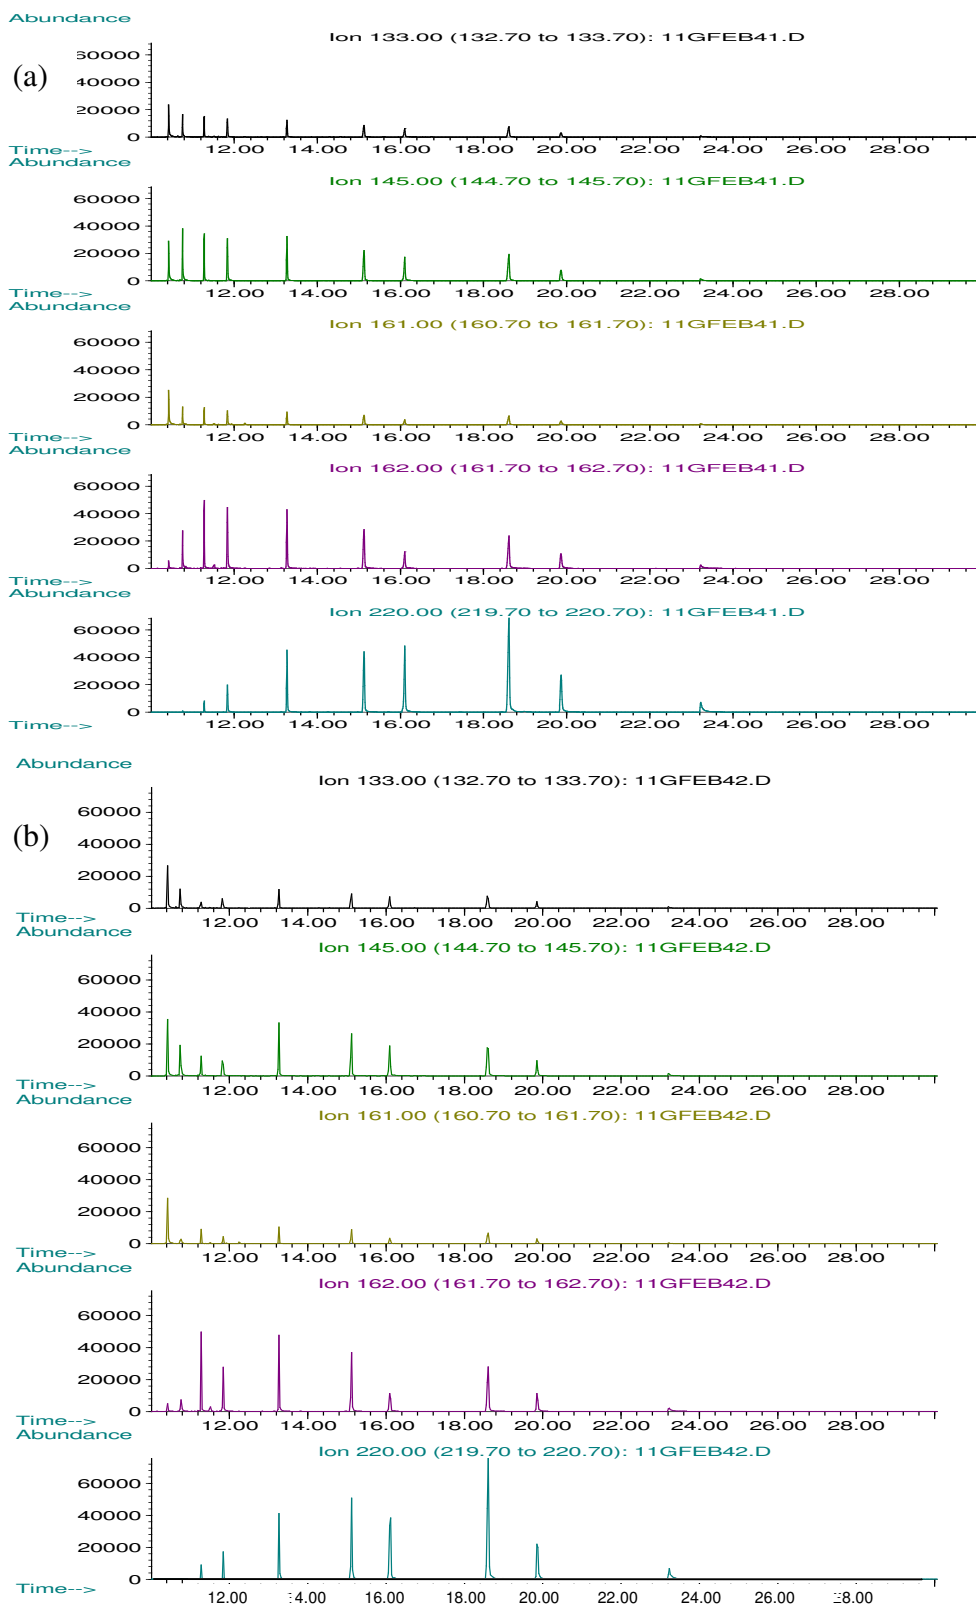 Abundance
Ion 133.00 (132.70 to 133.70): 11GFEB41.D
(a)
60000
40000
20000
0
12.00 14.00 16.00 18.00 20.00 22.00 24.00 26.00 28.00
Time-->
Abundance
Ion 145.00 (144.70 to 145.70): 11GFEB41.D
60000
40000
20000
0
12.00 14.00 16.00 18.00 20.00 22.00 24.00 26.00 28.00
Time-->
Abundance
Ion 161.00 (160.70 to 161.70): 11GFEB41.D
60000
40000
20000
0
12.00 14.00 16.00 18.00 20.00 22.00 24.00 26.00 28.00
Time-->
Abundance
Ion 162.00 (161.70 to 162.70): 11GFEB41.D
60000
40000
20000
0
12.00 14.00 16.00 18.00 20.00 22.00 24.00 26.00 28.00
Time-->
Abundance
Ion 220.00 (219.70 to 220.70): 11GFEB41.D
60000
40000
20000
0
12.00 14.00 16.00 18.00 20.00 22.00 24.00 26.00 28.00
Time-->
Abundance
Ion 133.00 (132.70 to 133.70): 11GFEB42.D
(b)
60000
40000
20000
0
12.00 14.00 16.00 18.00 20.00 22.00 24.00 26.00 28.00
Time-->
Abundance
Ion 145.00 (144.70 to 145.70): 11GFEB42.D
60000
40000
20000
0
12.00 14.00 16.00 18.00 20.00 22.00 24.00 26.00 28.00
Time-->
Abundance
Ion 161.00 (160.70 to 161.70): 11GFEB42.D
60000
40000
20000
0
12.00 14.00 16.00 18.00 20.00 22.00 24.00 26.00 28.00
Time-->
Abundance
Ion 162.00 (161.70 to 162.70): 11GFEB42.D
60000
40000
20000
0
12.00 14.00 16.00 18.00 20.00 22.00 24.00 26.00 28.00
Time-->
Abundance
Ion 220.00 (219.70 to 220.70): 11GFEB42.D
60000
40000
20000
0
12.00 14.00 16.00 18.00 20.00 22.00 24.00 26.00 28.00
Time-->